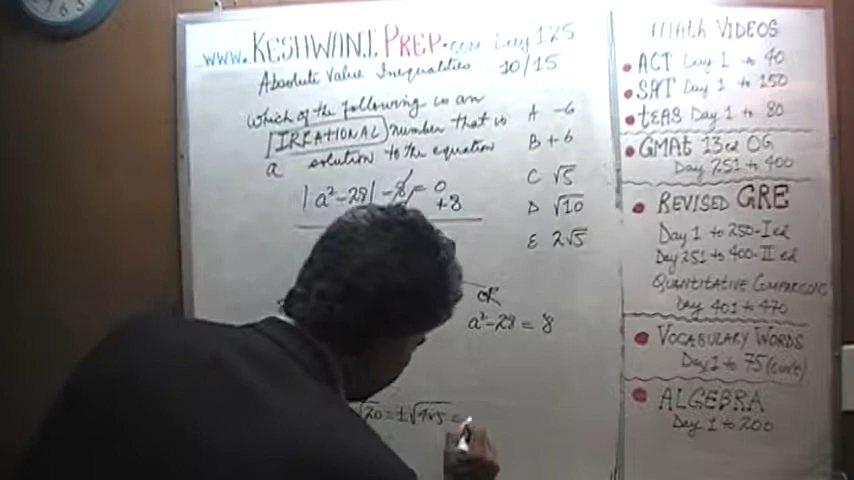 www.KESHWANI PREP.com Day 125
Absolute Value Inequalities 10/15
Which of the following is an
IRRATIONAL number that is
a solution to the equation
|a²-28| -8 = 0
+8
A -6
B +6
C √5
D √10
E 2√5
or
a²-28 = 8
√20 = ±√4x5 =
Math VIDEOS
ACT Day 1 to 40
SAT Day 1 to 150
tEAS Day 1 to 80
GMAt 13ed OG
Day 251 to 400
REVISED GRE
Day 1 to 250-I ed
Day 251 to 400-II ed
QUANTITATIVE COMPARISONS
Day 401 to 470
VOCABULARY WORDS
Day 1 to 75
ALGEBRA
Day 1 to 200